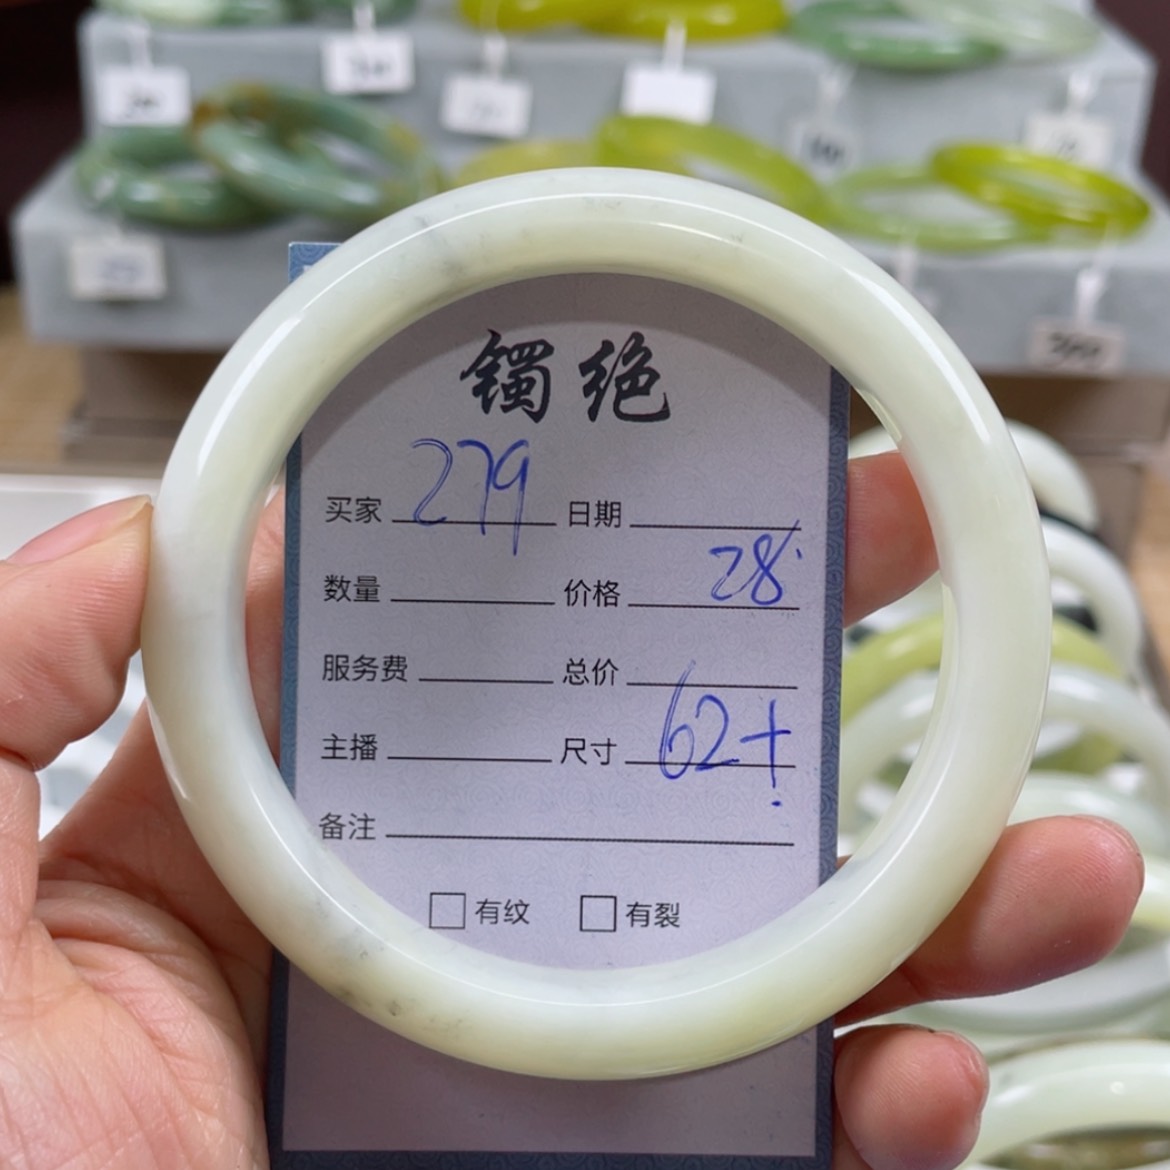 镯绝
买家 279 日期
数量 价格 28
服务费 总价
主播 尺寸 62+
备注
有纹 有裂